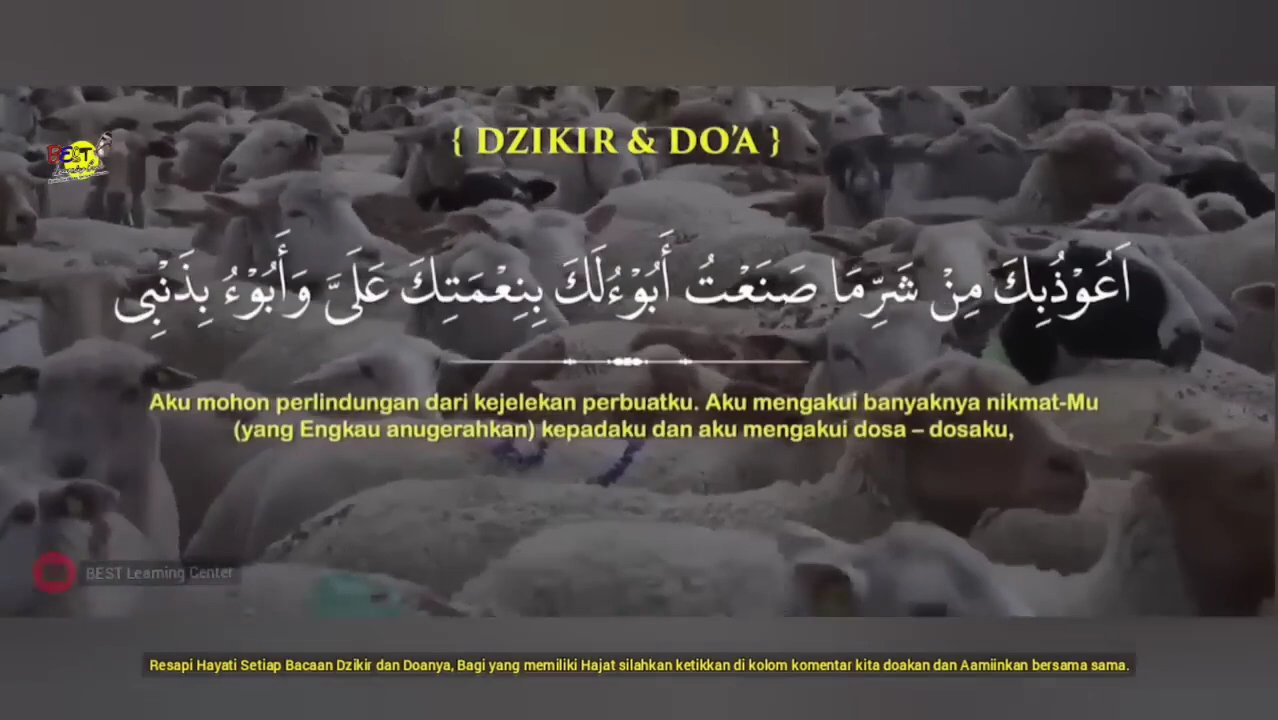 { DZIKIR & DO'A }
BEST
اَعُوْذُبِكَ مِنْ شَرِّمَا صَنَعْتُ أَبُوْءُلَكَ بِنِعْمَتِكَ عَلَىَّ وَأَبُوْءُ بِذَنْبِى
Aku mohon perlindungan dari kejelekan perbuatku. Aku mengakui banyaknya nikmat-Mu
(yang Engkau anugerahkan) kepadaku dan aku mengakui dosa – dosaku,
BEST Learning Center
Resapi Hayati Setiap Bacaan Dzikir dan Doanya, Bagi yang memiliki Hajat silahkan ketikkan di kolom komentar kita doakan dan Aamiinkan bersama sama.